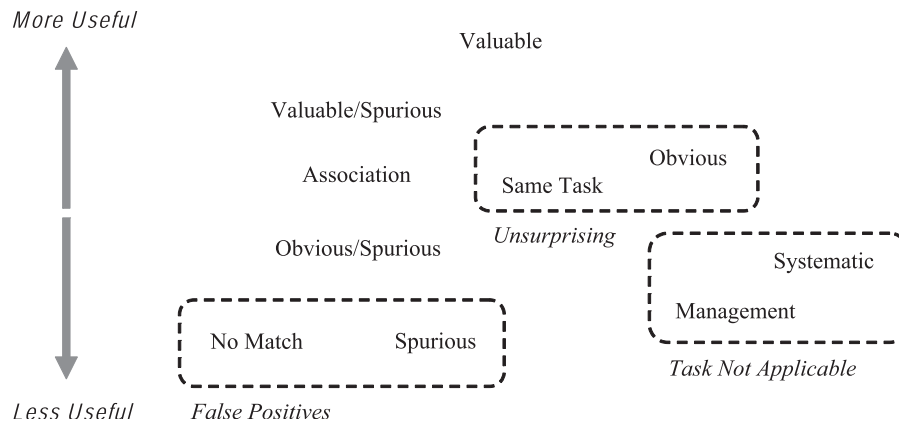 More Useful
Valuable
Valuable/Spurious
Obvious
Association
Same Task
Unsurprising
Obvious/Spurious
Systematic
Management
No Match
Spurious
Task Not Applicable
Less Useful
False Positives